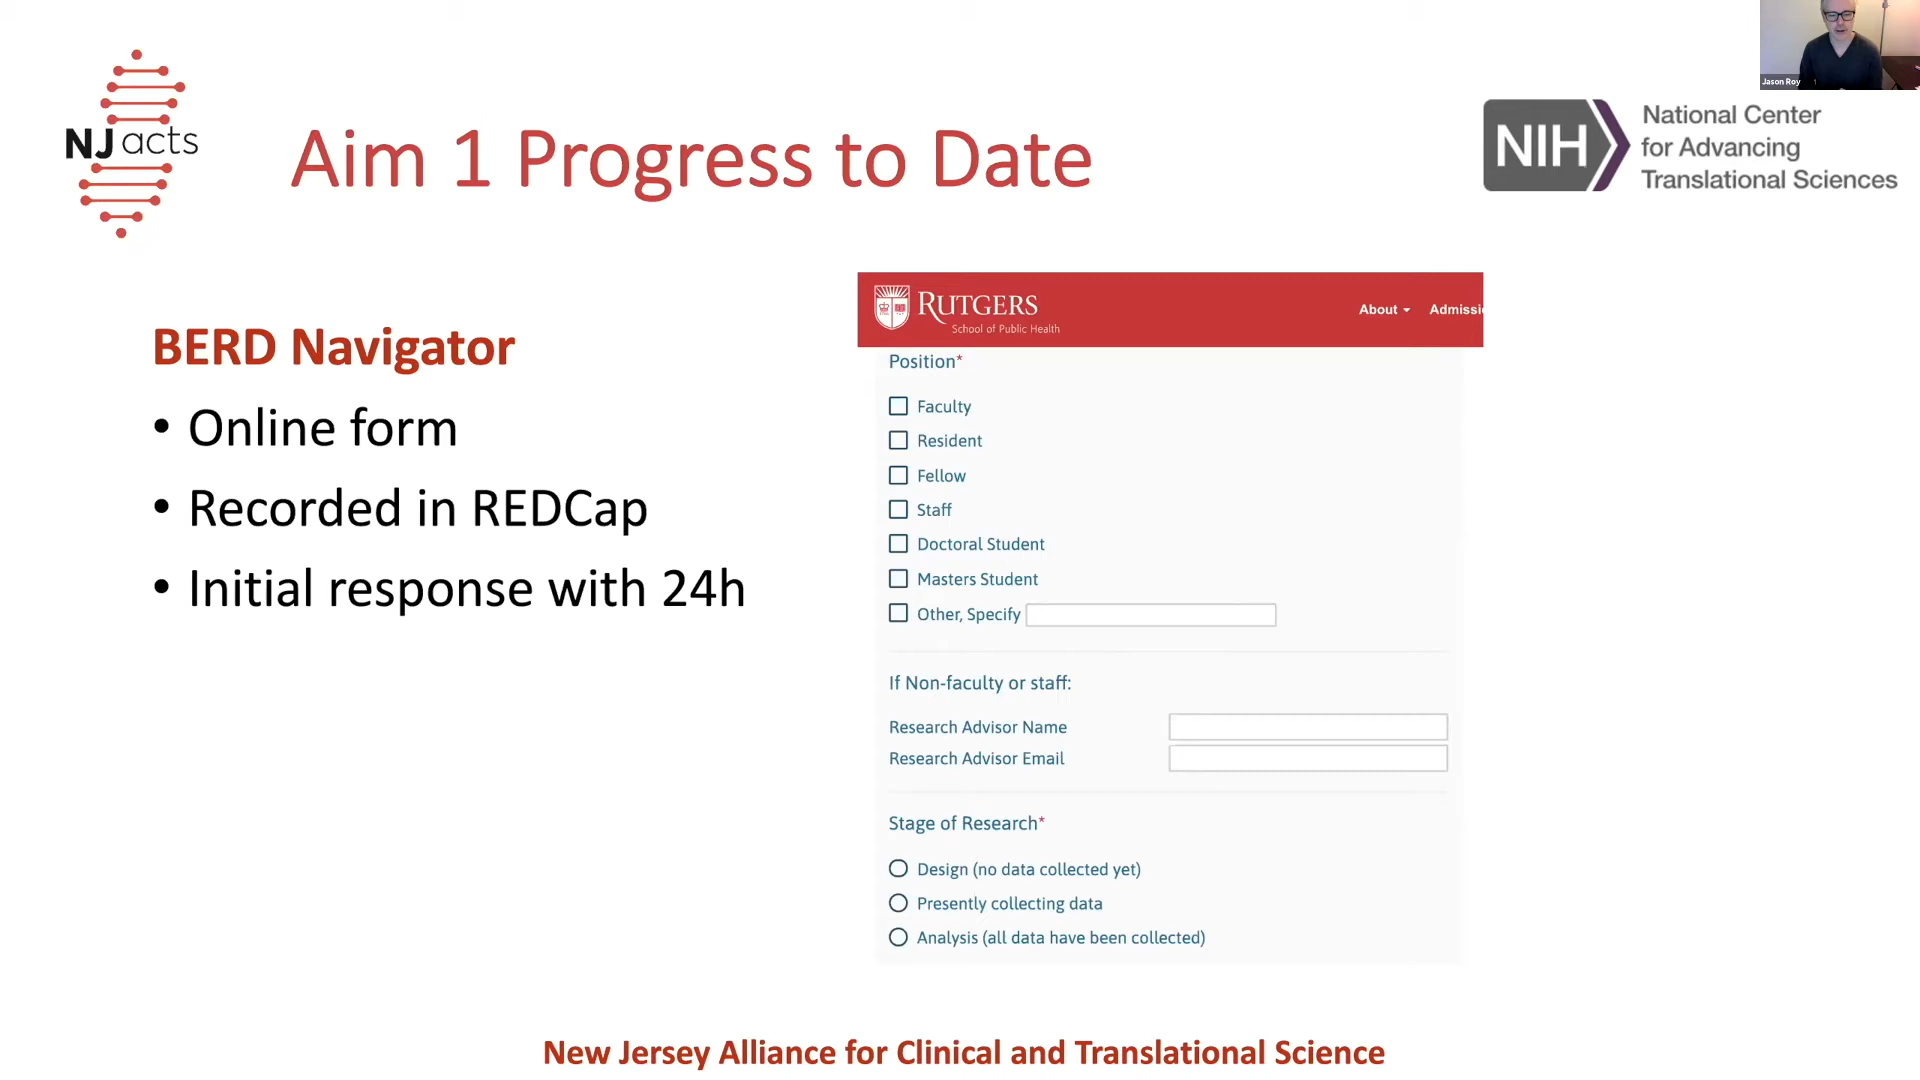 Jason Roy
NJ acts
Aim 1 Progress to Date
NIH
National Center
for Advancing
Translational Sciences
BERD Navigator
• Online form
• Recorded in REDCap
• Initial response with 24h
RUTGERS
School of Public Health
About
Admissi
Position*
Faculty
Resident
Fellow
Staff
Doctoral Student
Masters Student
Other, Specify
If Non-faculty or staff:
Research Advisor Name
Research Advisor Email
Stage of Research*
Design (no data collected yet)
Presently collecting data
Analysis (all data have been collected)
New Jersey Alliance for Clinical and Translational Science